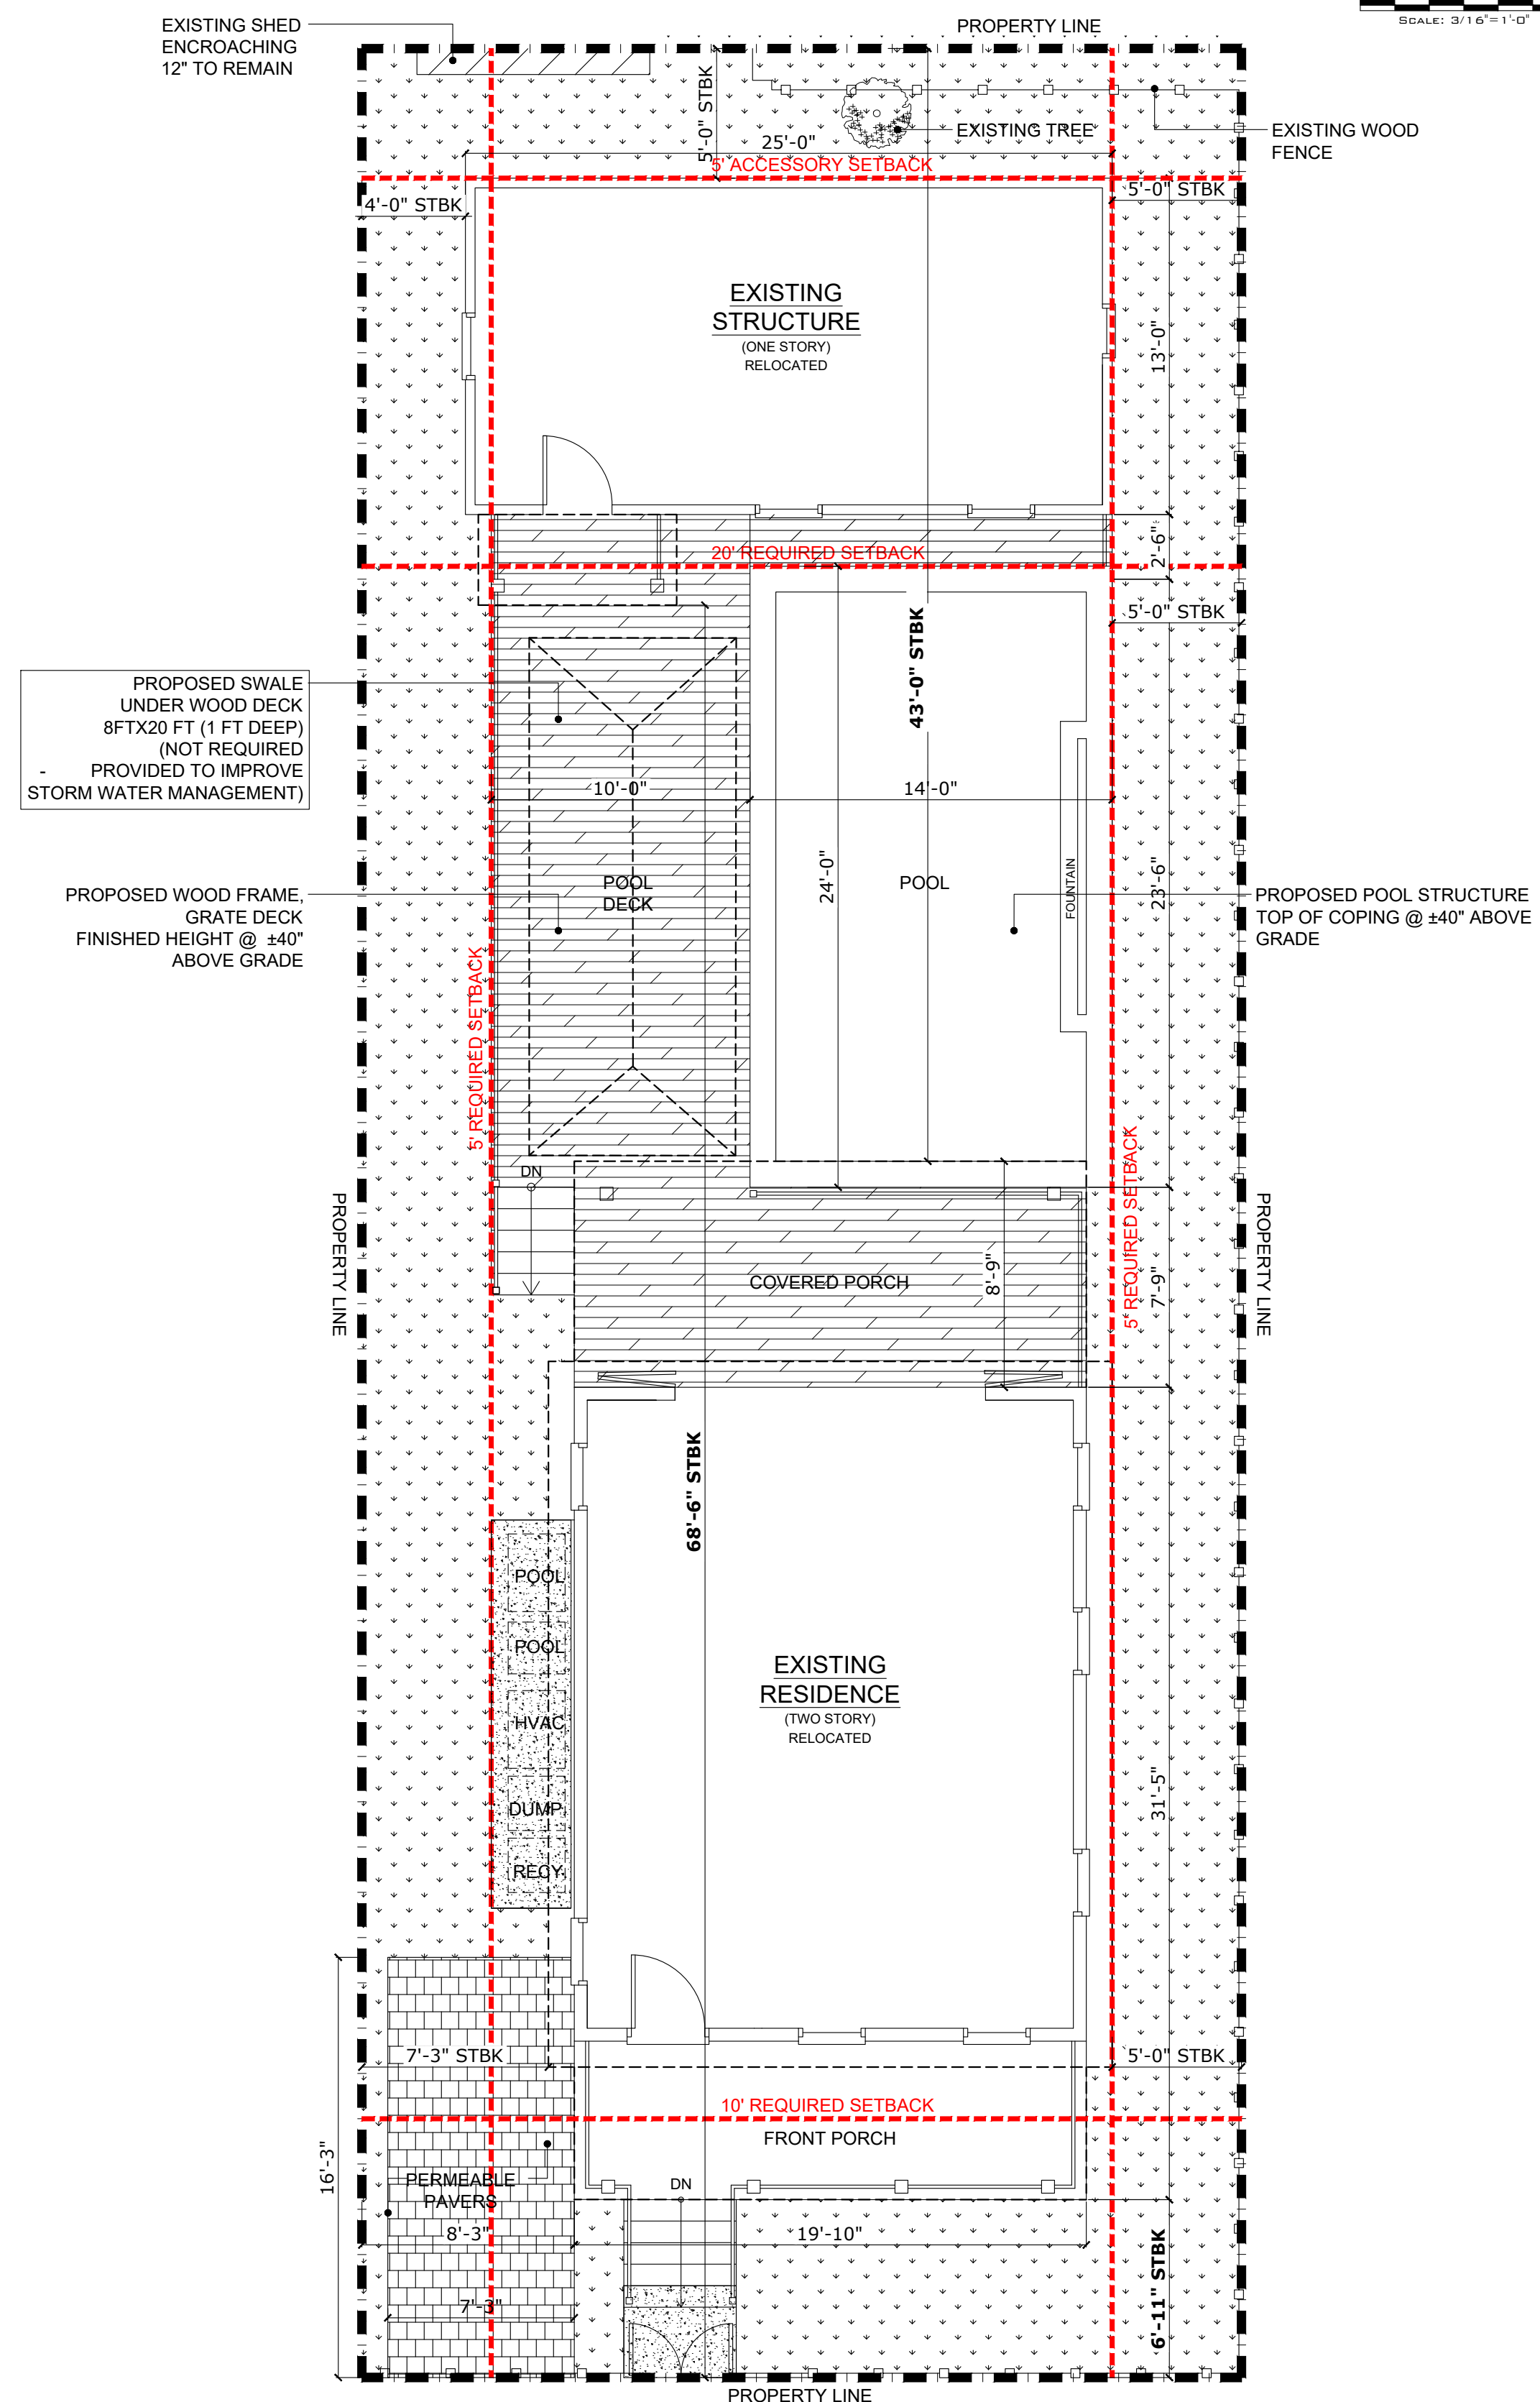 SCALE: 3/16"=1'-0"
EXISTING SHED
ENCROACHING
12" TO REMAIN
PROPERTY LINE
5'-0" STBK
EXISTING TREE
EXISTING WOOD
FENCE
25'-0"
5' ACCESSORY SETBACK
4'-0" STBK
5'-0" STBK
EXISTING
STRUCTURE
(ONE STORY)
RELOCATED
13'-0"
20' REQUIRED SETBACK
2'-6"
5'-0" STBK
43'-0" STBK
PROPOSED SWALE
UNDER WOOD DECK
8FTX20 FT (1 FT DEEP)
(NOT REQUIRED
- PROVIDED TO IMPROVE
STORM WATER MANAGEMENT)
10'-0"
14'-0"
24'-0"
POOL
DECK
POOL
FOUNTAIN
23'-6"
PROPOSED WOOD FRAME,
GRATE DECK
FINISHED HEIGHT @ ±40"
ABOVE GRADE
PROPOSED POOL STRUCTURE
TOP OF COPING @ ±40" ABOVE
GRADE
5' REQUIRED SETBACK
5' REQUIRED SETBACK
DN
PROPERTY LINE
PROPERTY LINE
COVERED PORCH
8'-9"
7'-9"
68'-6" STBK
POOL
POOL
HVAC
DUMP.
RECY.
EXISTING
RESIDENCE
(TWO STORY)
RELOCATED
31'-5"
7'-3" STBK
5'-0" STBK
10' REQUIRED SETBACK
FRONT PORCH
16'-3"
PERMEABLE
PAVERS
DN
8'-3"
19'-10"
6'-11" STBK
7'-3"
PROPERTY LINE